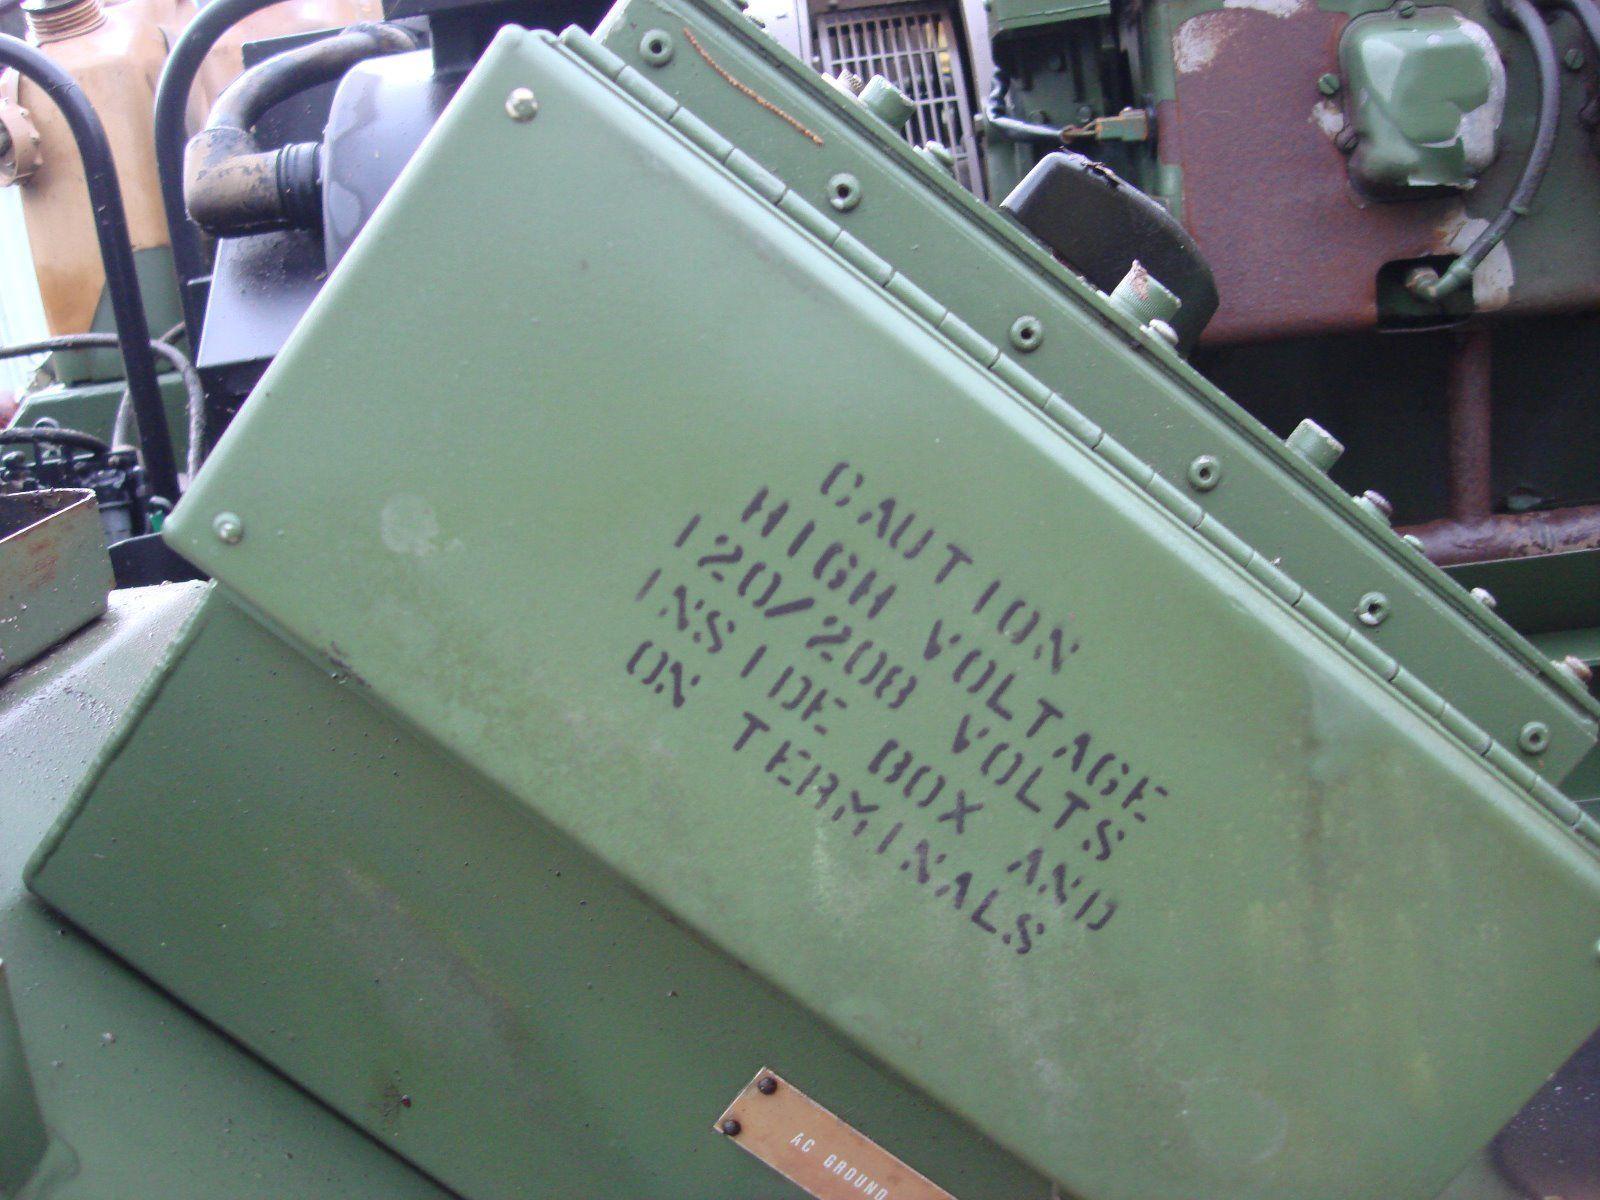 CAUTION
HIGH VOLTAGE
120/208 VOLTS
INSIDE BOX AND
ON TERMINALS
AC GROUND